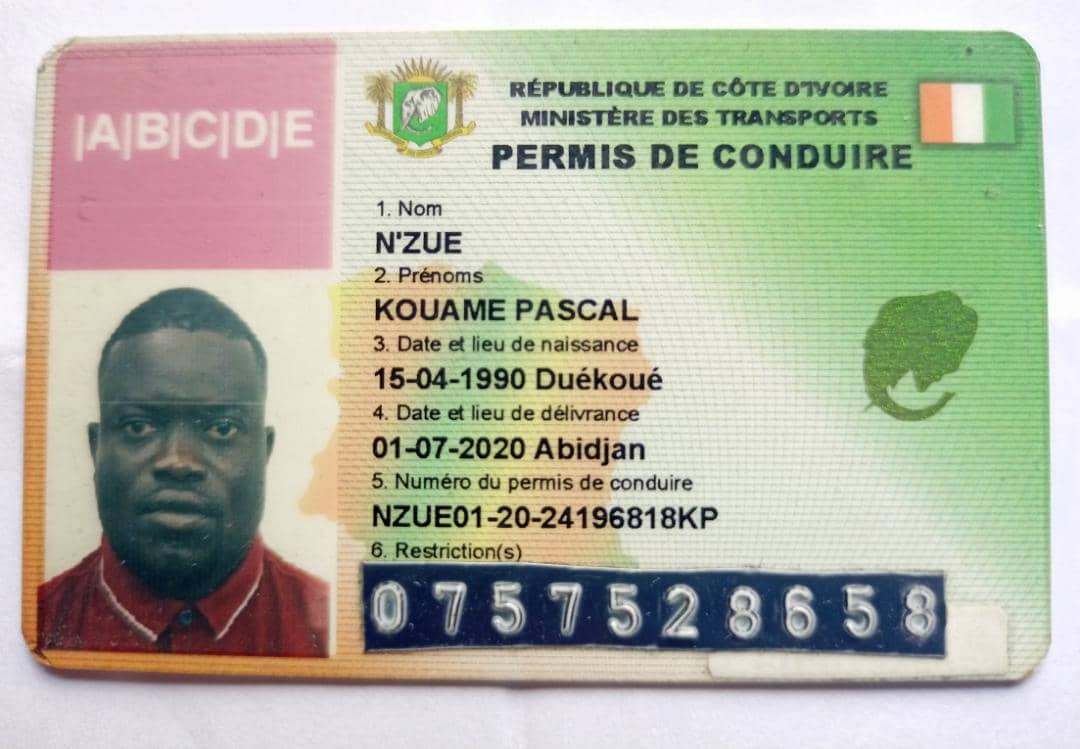 |A|B|C|D|E
RÉPUBLIQUE DE CÔTE D'IVOIRE
MINISTÈRE DES TRANSPORTS
PERMIS DE CONDUIRE
1. Nom
N'ZUE
2. Prénoms
KOUAME PASCAL
3. Date et lieu de naissance
15-04-1990 Duékoué
4. Date et lieu de délivrance
01-07-2020 Abidjan
5. Numéro du permis de conduire
NZUE01-20-24196818KP
6. Restriction(s)
0757528658